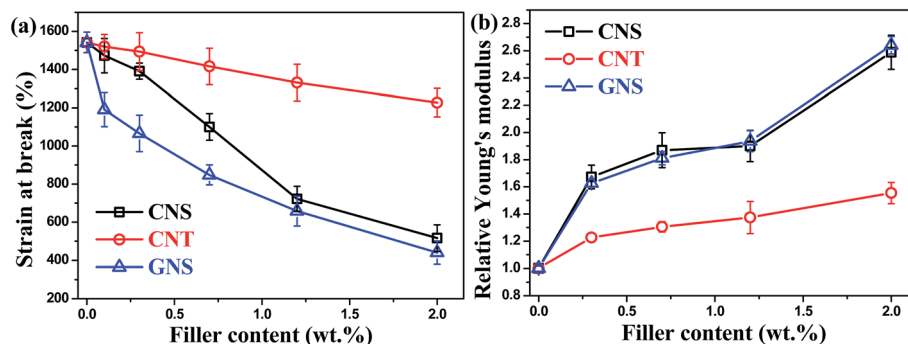 (a)
1600
1400
1200
1000
800
600
400
200
Strain at break (%)
CNS
CNT
GNS
0.0 0.5 1.0 1.5 2.0
Filler content (wt.%)
(b)
2.8
2.6
2.4
2.2
2.0
1.8
1.6
1.4
1.2
1.0
0.8
Relative Young's modulus
CNS
CNT
GNS
0.0 0.5 1.0 1.5 2.0
Filler content (wt.%)